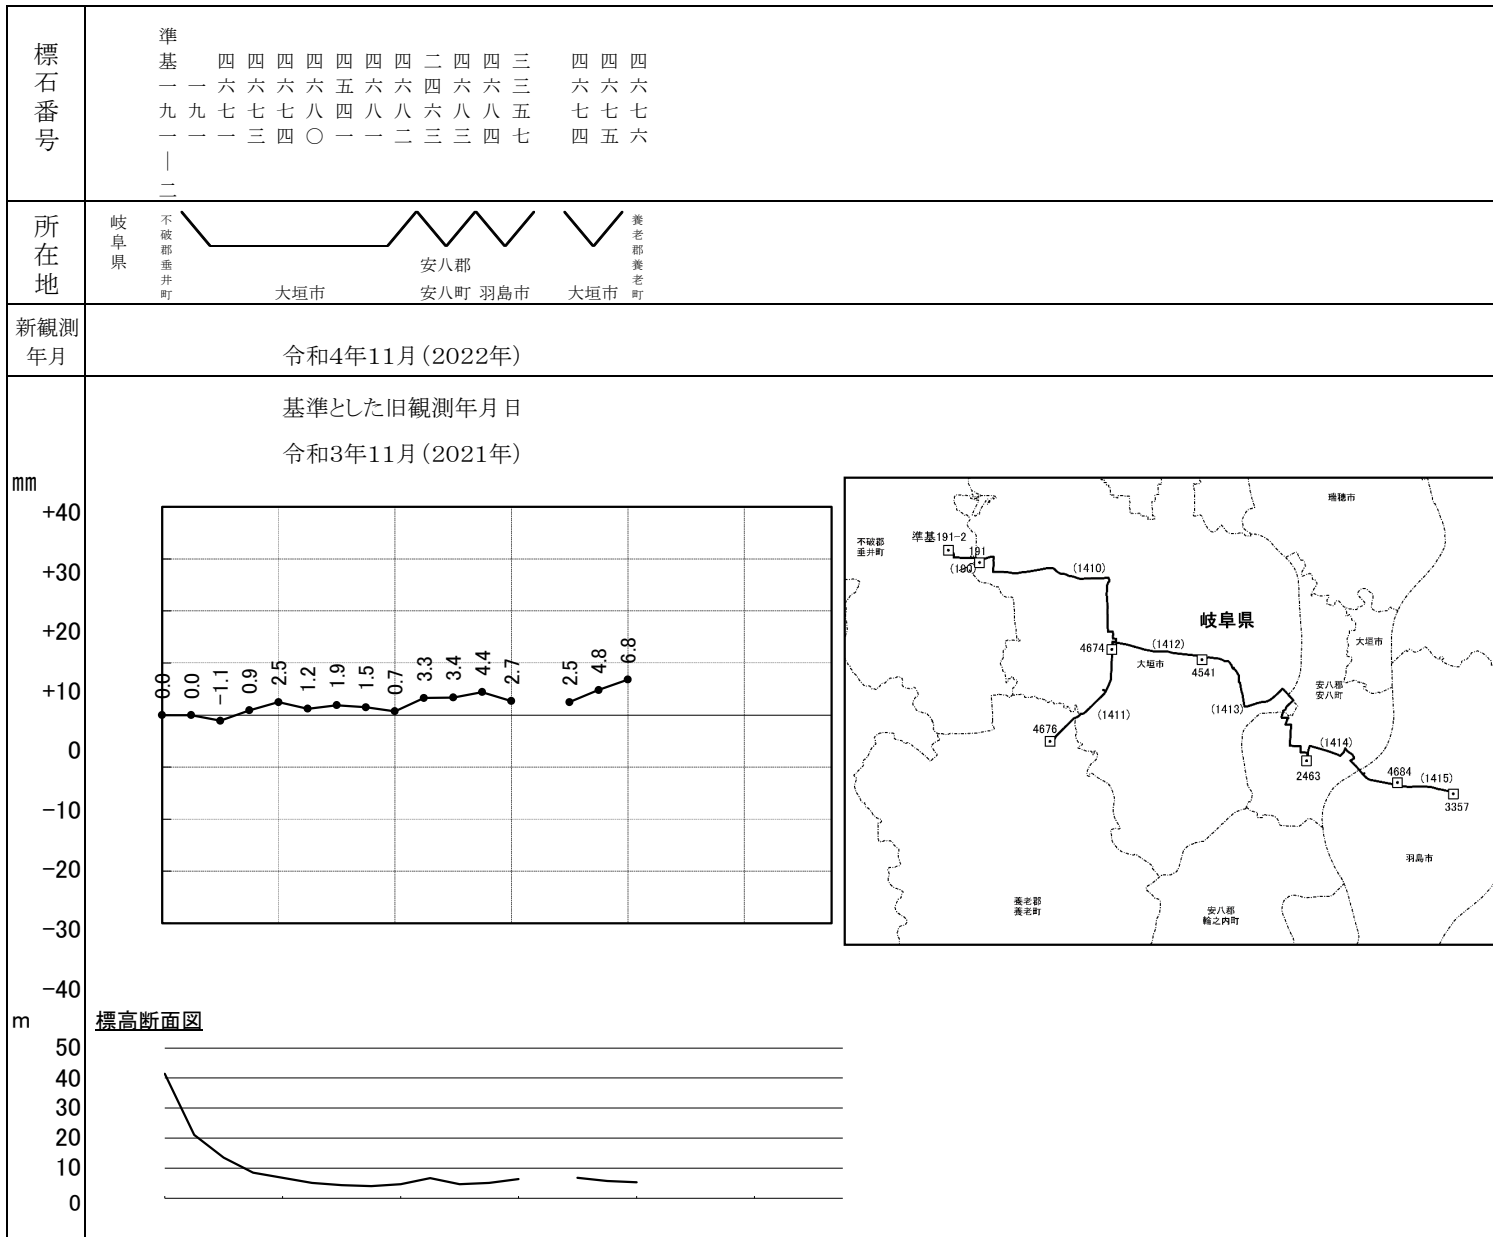 標石番号
準基一九一―二
一九一
四六七一
四六七三
四六七四
四六八〇
四五四一
四六八一
四六八二
二四六三
四六八三
四六八四
三三五七
四六七四
四六七五
四六七六
所在地
岐阜県
不破郡垂井町
大垣市
安八郡
安八町
羽島市
大垣市
養老郡養老町
新観測
年月
令和4年11月(2022年)
基準とした旧観測年月日
令和3年11月(2021年)
mm
+40
+30
+20
+10
0
-10
-20
-30
-40
0.0
0.0
-1.1
0.9
2.5
1.2
1.9
1.5
0.7
3.3
3.4
4.4
2.7
2.5
4.8
6.8
瑞穂市
不破郡
垂井町
準基191-2
191
(190)
(1410)
岐阜県
4674
(1412)
大垣市
4541
大垣市
安八郡
安八町
(1411)
(1413)
4676
(1414)
2463
4684
(1415)
3357
羽島市
養老郡
養老町
安八郡
輪之内町
m
標高断面図
50
40
30
20
10
0